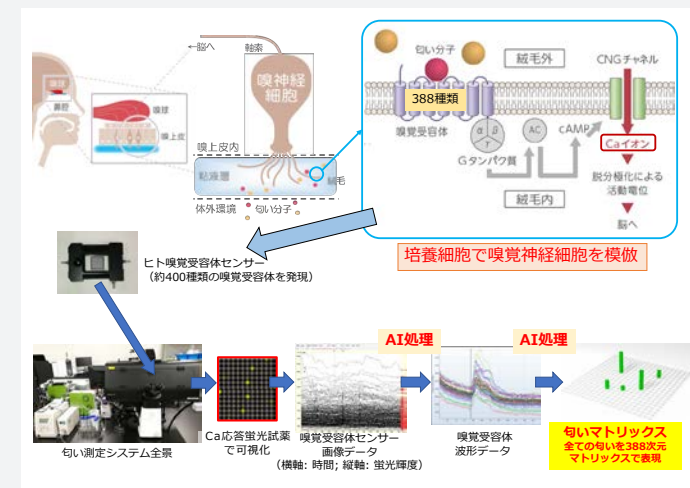 ←脳へ
軸索
嗅神経
細胞
嗅球
鼻腔
嗅球
嗅上皮
嗅上皮内
粘液層
絨毛
体外環境
匂い分子
匂い分子
絨毛外
CNGチャネル
388種類
嗅覚受容体
α
β
γ
Gタンパク質
AC
cAMP
Caイオン
脱分極化による
活動電位
脳へ
絨毛内
培養細胞で嗅覚神経細胞を模倣
ヒト嗅覚受容体センサー
(約400種類の嗅覚受容体を発現)
AI処理
AI処理
匂い測定システム全景
Ca応答蛍光試薬
で可視化
嗅覚受容体センサー
画像データ
(横軸: 時間; 縦軸: 蛍光輝度)
嗅覚受容体
波形データ
匂いマトリックス
全ての匂いを388次元
マトリックスで表現